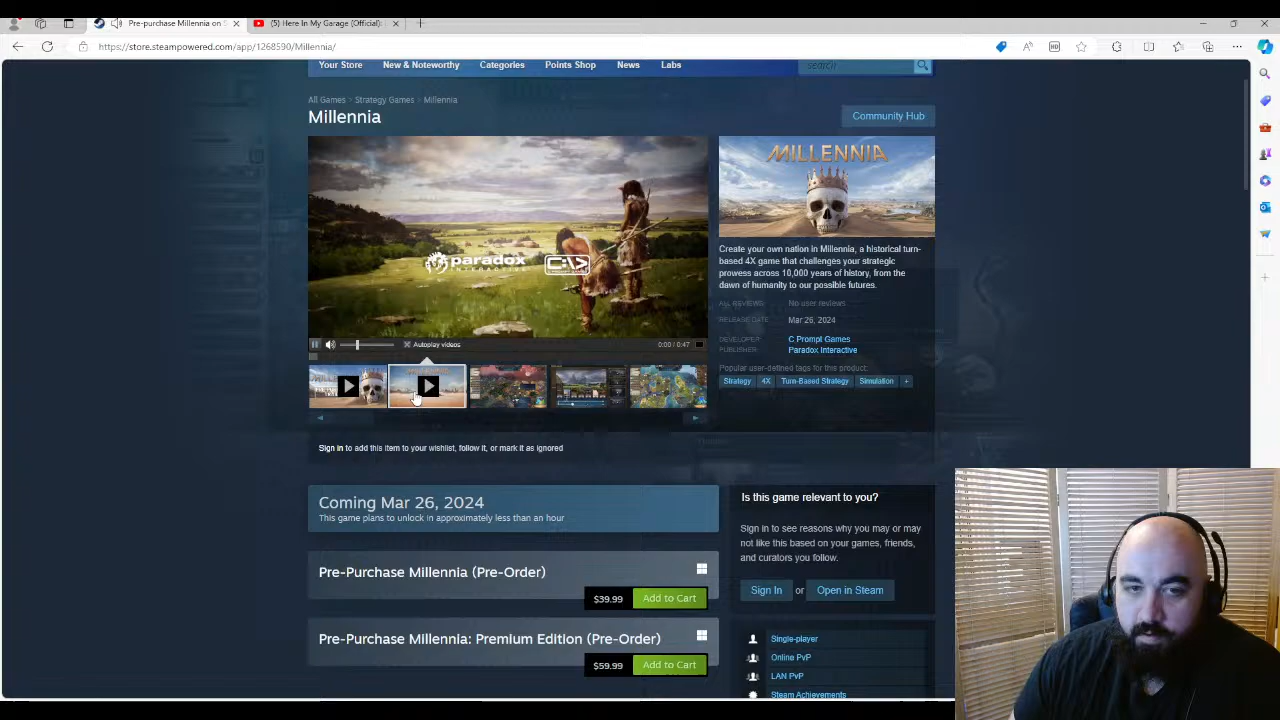 Pre-purchase Millennia on S
(5) Here In My Garage (Official):
https://store.steampowered.com/app/1268590/Millennia/
Your Store
New & Noteworthy
Categories
Points Shop
News
Labs
search
All Games > Strategy Games > Millennia
Millennia
Community Hub
paradox
INTERACTIVE
MILLENNIA
Create your own nation in Millennia, a historical turn-
based 4X game that challenges your strategic
prowess across 10,000 years of history, from the
dawn of humanity to our possible futures.
ALL REVIEWS: No user reviews
RELEASE DATE: Mar 26, 2024
DEVELOPER: C Prompt Games
PUBLISHER: Paradox Interactive
Popular user-defined tags for this product:
Strategy 4X Turn-Based Strategy Simulation +
Autoplay videos
0:00 / 0:47
Sign in to add this item to your wishlist, follow it, or mark it as ignored
Coming Mar 26, 2024
This game plans to unlock in approximately less than an hour
Pre-Purchase Millennia (Pre-Order)
$39.99 Add to Cart
Pre-Purchase Millennia: Premium Edition (Pre-Order)
$59.99 Add to Cart
Is this game relevant to you?
Sign in to see reasons why you may or may
not like this based on your games, friends,
and curators you follow.
Sign In or Open in Steam
Single-player
Online PvP
LAN PvP
Steam Achievements